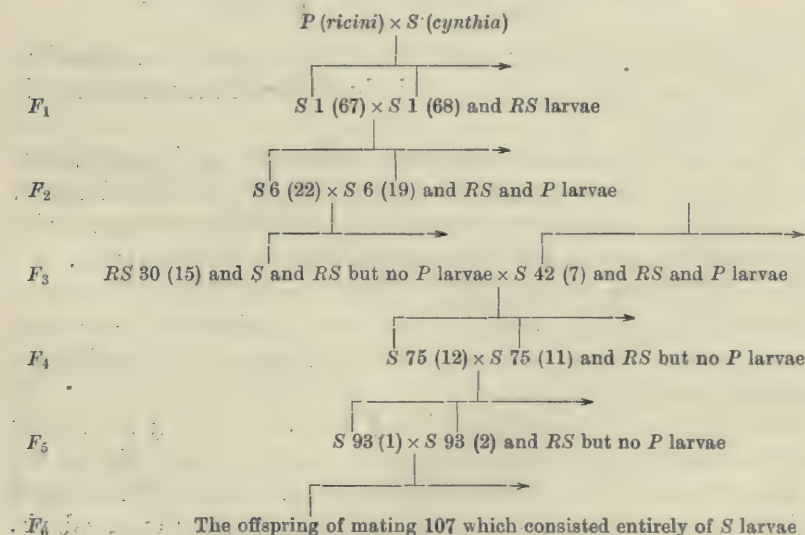 P (ricini) × S (cynthia)
F1 S 1 (67) × S 1 (68) and RS larvae
F2 S 6 (22) × S 6 (19) and RS and P larvae
F3 RS 30 (15) and S and RS but no P larvae × S 42 (7) and RS and P larvae
F4 S 75 (12) × S 75 (11) and RS but no P larvae
F5 S 93 (1) × S 93 (2) and RS but no P larvae
F6 The offspring of mating 107 which consisted entirely of S larvae